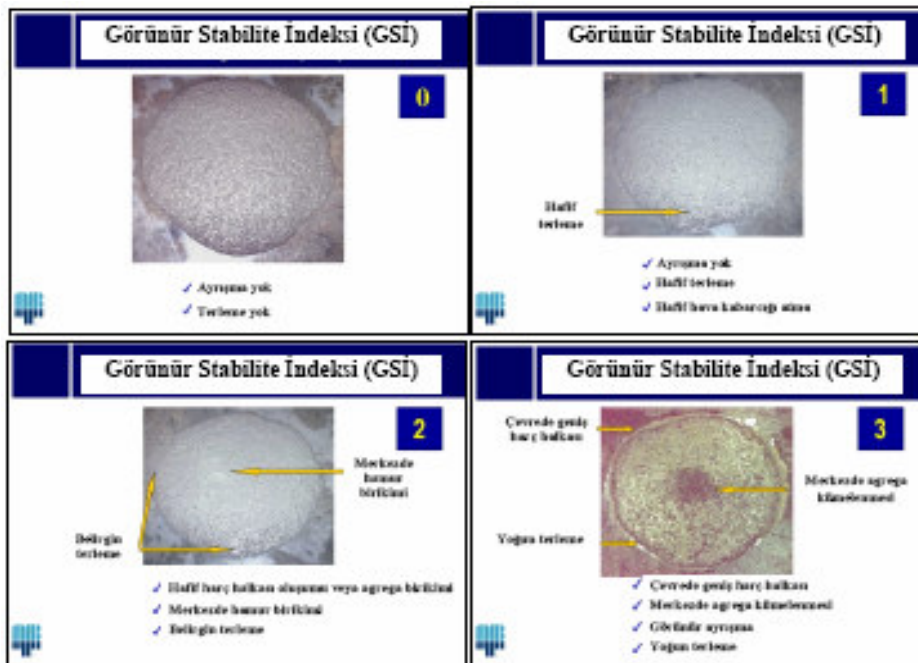 Görünür Stabilite İndeksi (GSİ)
0
✓ Ayrışma yok
✓ Terleme yok
Görünür Stabilite İndeksi (GSİ)
1
Hafif
terleme
✓ Ayrışma yok
✓ Hafif terleme
✓ Hafif hava kabarcığı atma
Görünür Stabilite İndeksi (GSİ)
2
Merkezde
hamur
birikimi
Belirgin
terleme
✓ Hafif harç halkası oluşumu veya agrega birikimi
✓ Merkezde hamur birikimi
✓ Belirgin terleme
Görünür Stabilite İndeksi (GSİ)
3
Çevrede geniş
harç halkası
Merkezde agrega
kümelenmesi
Yoğun terleme
✓ Çevrede geniş harç halkası
✓ Merkezde agrega kümelenmesi
✓ Görünür ayrışma
✓ Yoğun terleme